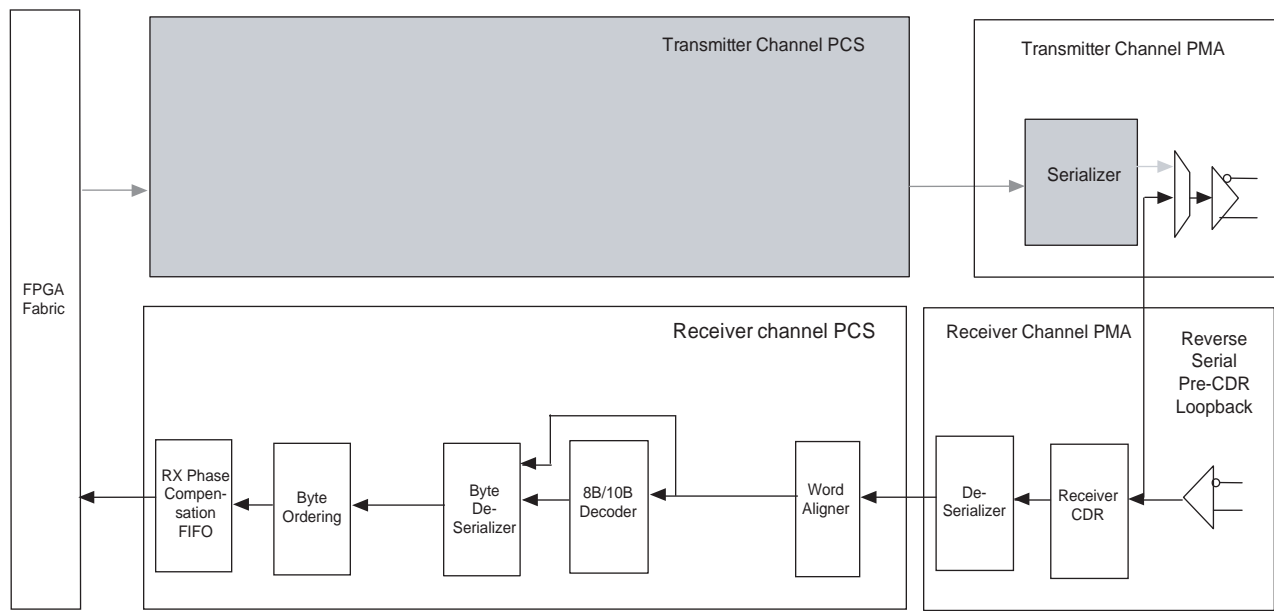 Transmitter Channel PCS
Transmitter Channel PMA
Serializer
FPGA
Fabric
Receiver channel PCS
Receiver Channel PMA
Reverse
Serial
Pre-CDR
Loopback
RX Phase
Compen-
sation
FIFO
Byte
Ordering
Byte
De-
Serializer
8B/10B
Decoder
Word
Aligner
De-
Serializer
Receiver
CDR